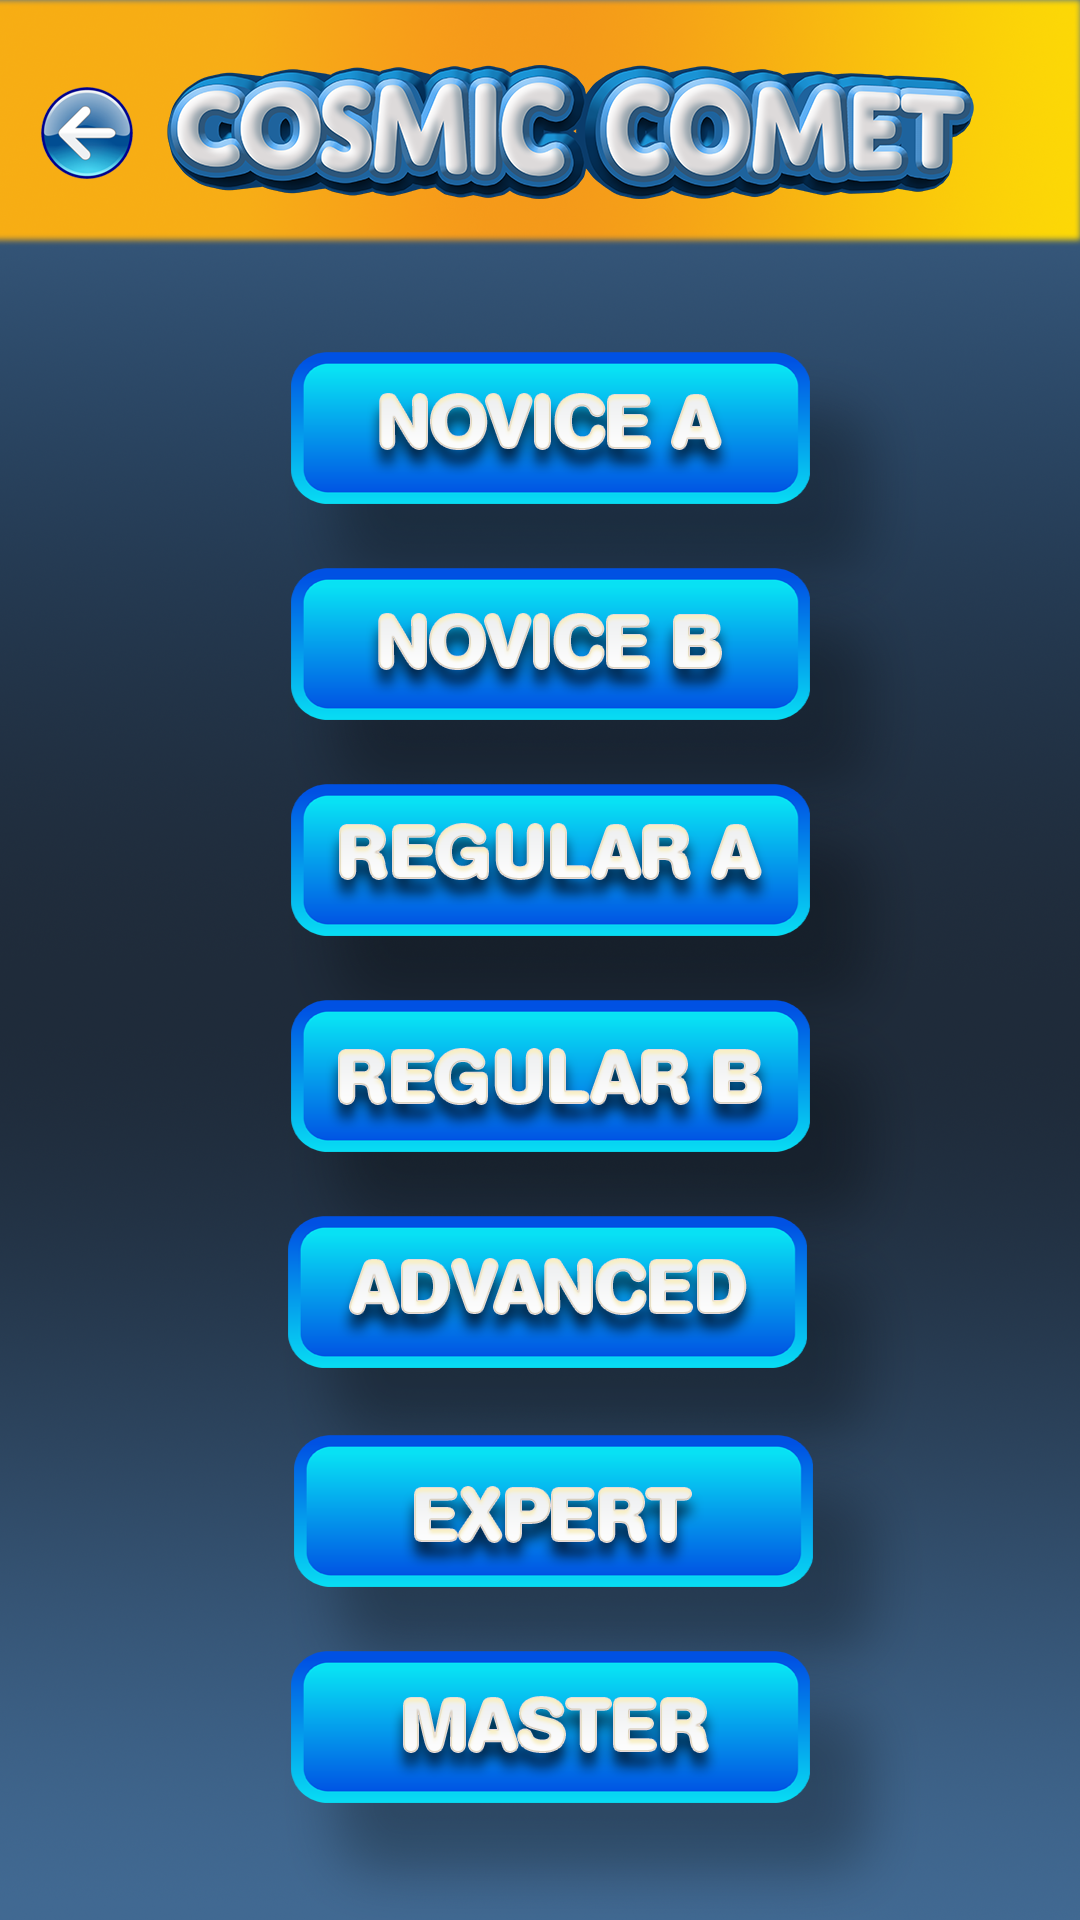 COSMIC COMET
NOVICE A
NOVICE B
REGULAR A
REGULAR B
ADVANCED
EXPERT
MASTER